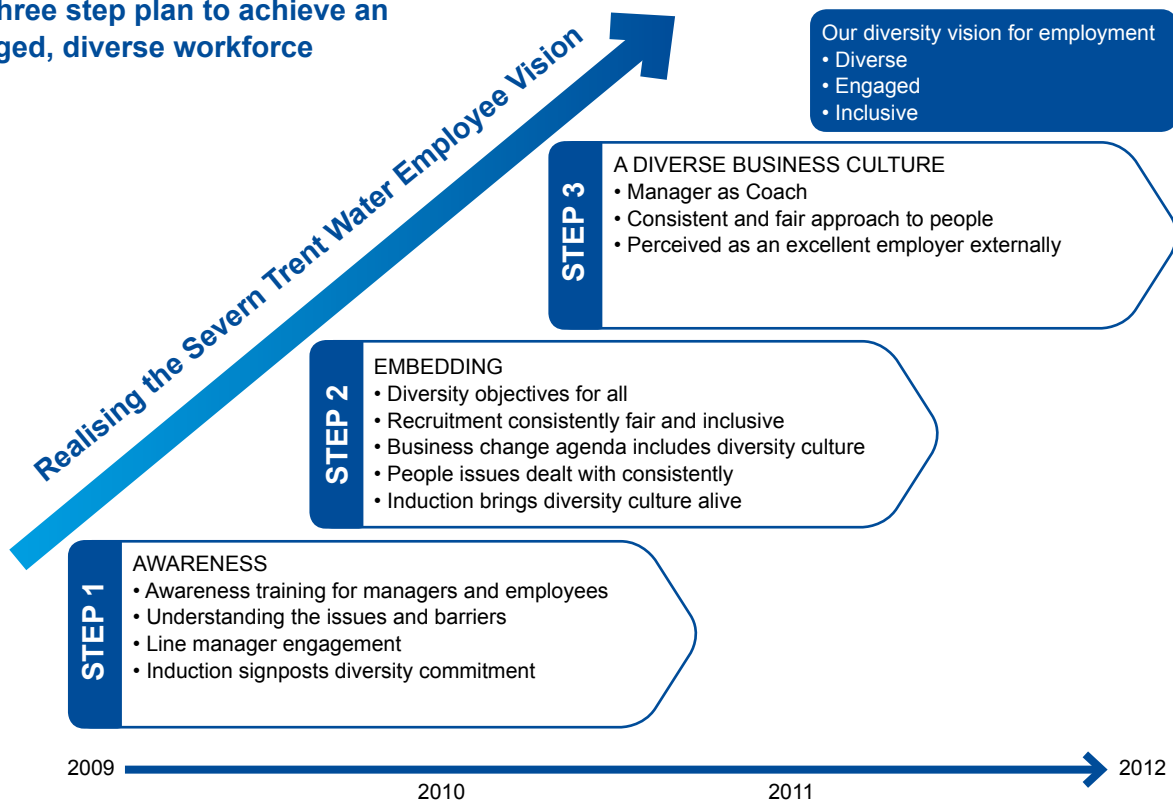 hree step plan to achieve an
ged, diverse workforce
Realising the Severn Trent Water Employee Vision
Our diversity vision for employment
• Diverse
• Engaged
• Inclusive
STEP 3
A DIVERSE BUSINESS CULTURE
• Manager as Coach
• Consistent and fair approach to people
• Perceived as an excellent employer externally
STEP 2
EMBEDDING
• Diversity objectives for all
• Recruitment consistently fair and inclusive
• Business change agenda includes diversity culture
• People issues dealt with consistently
• Induction brings diversity culture alive
STEP 1
AWARENESS
• Awareness training for managers and employees
• Understanding the issues and barriers
• Line manager engagement
• Induction signposts diversity commitment
2009
2010
2011
2012